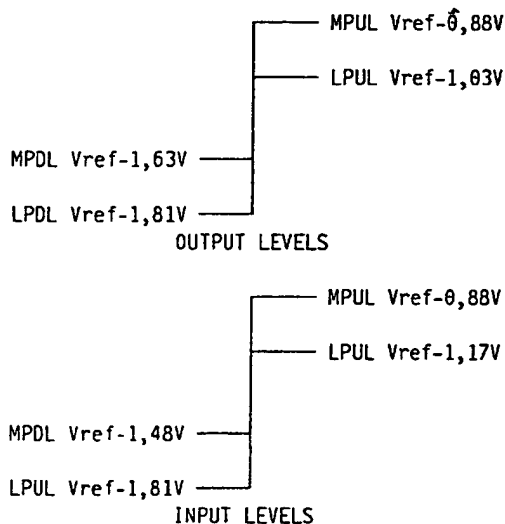 MPUL Vref-0,88V
LPUL Vref-1,03V
MPDL Vref-1,63V
LPDL Vref-1,81V
OUTPUT LEVELS
MPUL Vref-0,88V
LPUL Vref-1,17V
MPDL Vref-1,48V
LPUL Vref-1,81V
INPUT LEVELS